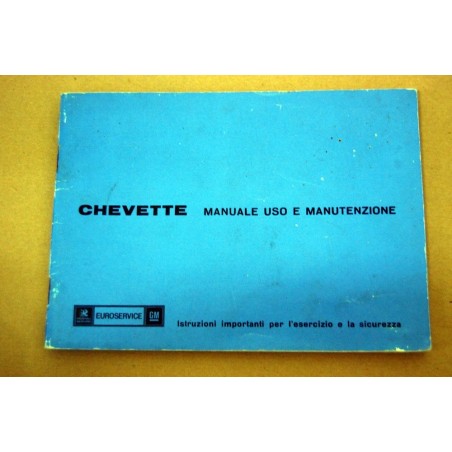 CHEVETTE MANUALE USO E MANUTENZIONE
EUROSERVICE GM Istruzioni importanti per l'esercizio e la sicurezza